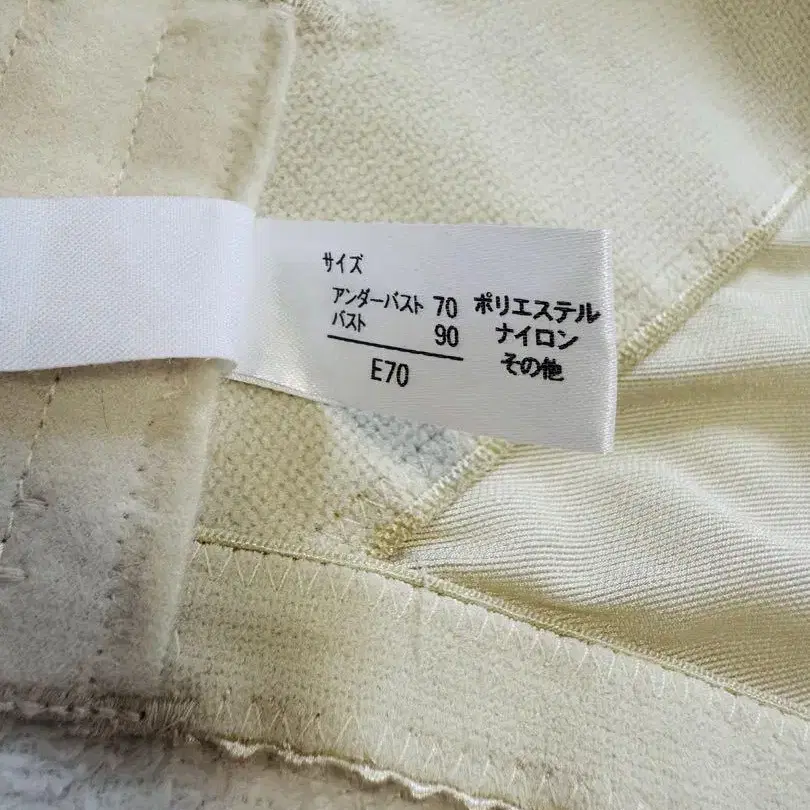 サイズ
アンダーバスト 70
バスト 90
E70
ポリエステル
ナイロン
その他